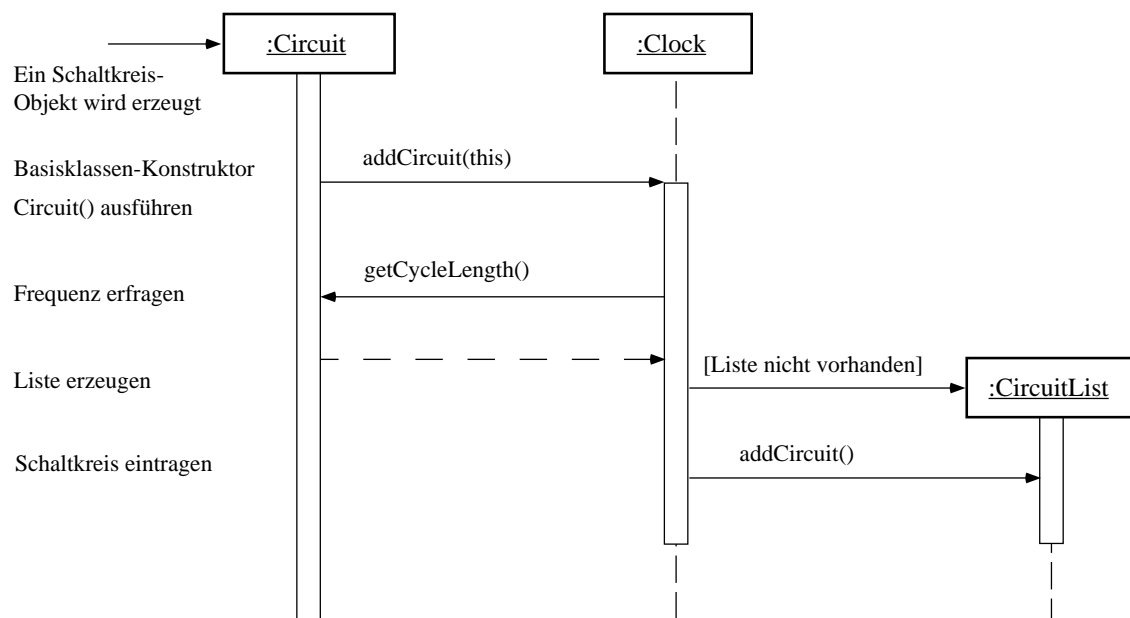 :Circuit
:Clock
Ein Schaltkreis-
Objekt wird erzeugt
Basisklassen-Konstruktor
addCircuit(this)
Circuit() ausführen
getCycleLength()
Frequenz erfragen
Liste erzeugen
[Liste nicht vorhanden]
:CircuitList
Schaltkreis eintragen
addCircuit()